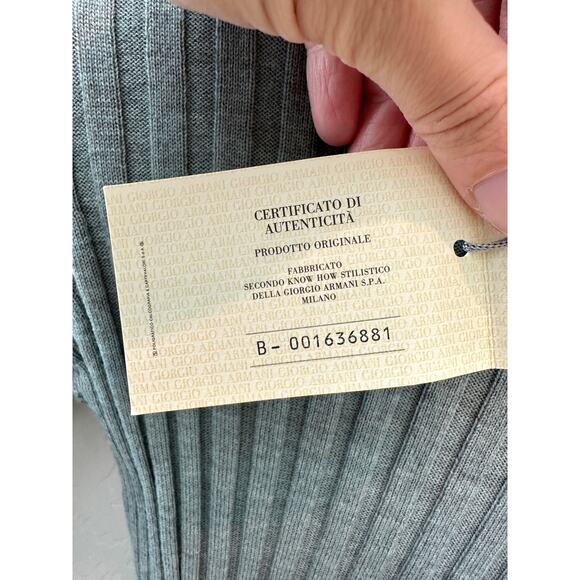 CERTIFICATO DI
AUTENTICITÀ
PRODOTTO ORIGINALE
FABBRICATO
SECONDO KNOW HOW STILISTICO
DELLA GIORGIO ARMANI S.P.A.
MILANO
B- 001636881